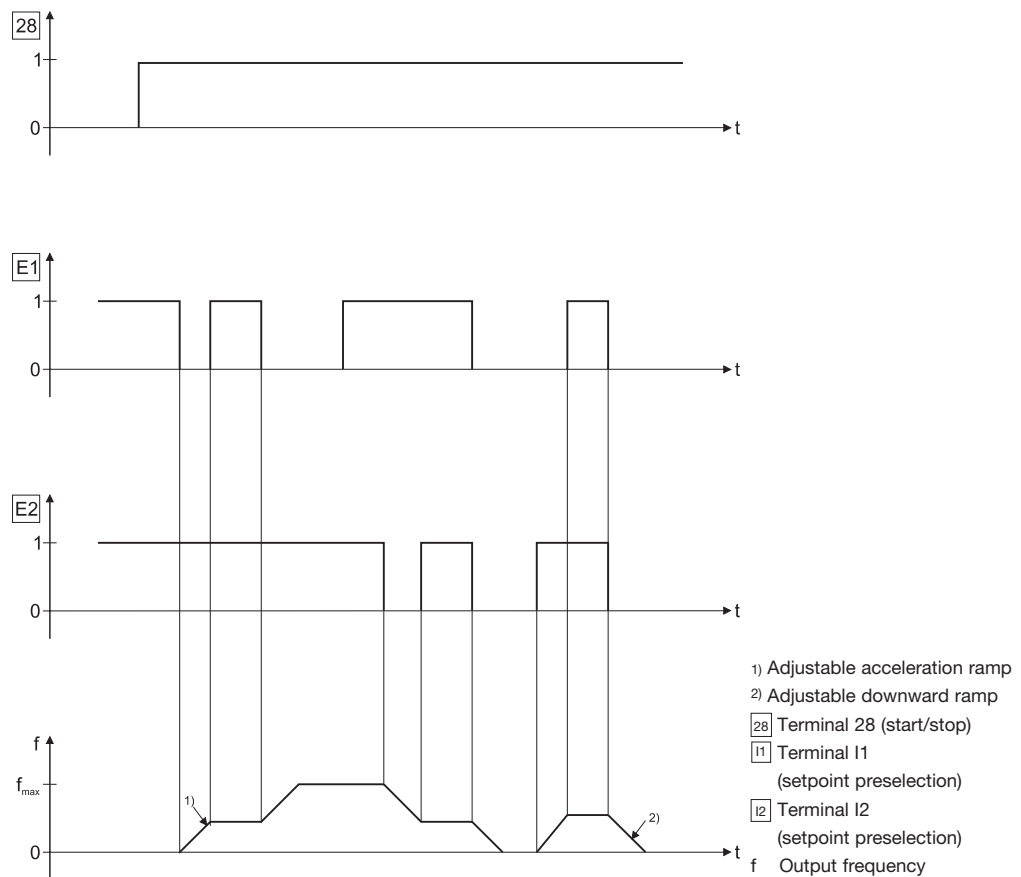 28
1
0
t
E1
1
0
t
E2
1
0
t
f
fmax
1)
2)
0
t
1) Adjustable acceleration ramp
2) Adjustable downward ramp
28 Terminal 28 (start/stop)
I1 Terminal I1
(setpoint preselection)
I2 Terminal I2
(setpoint preselection)
f Output frequency